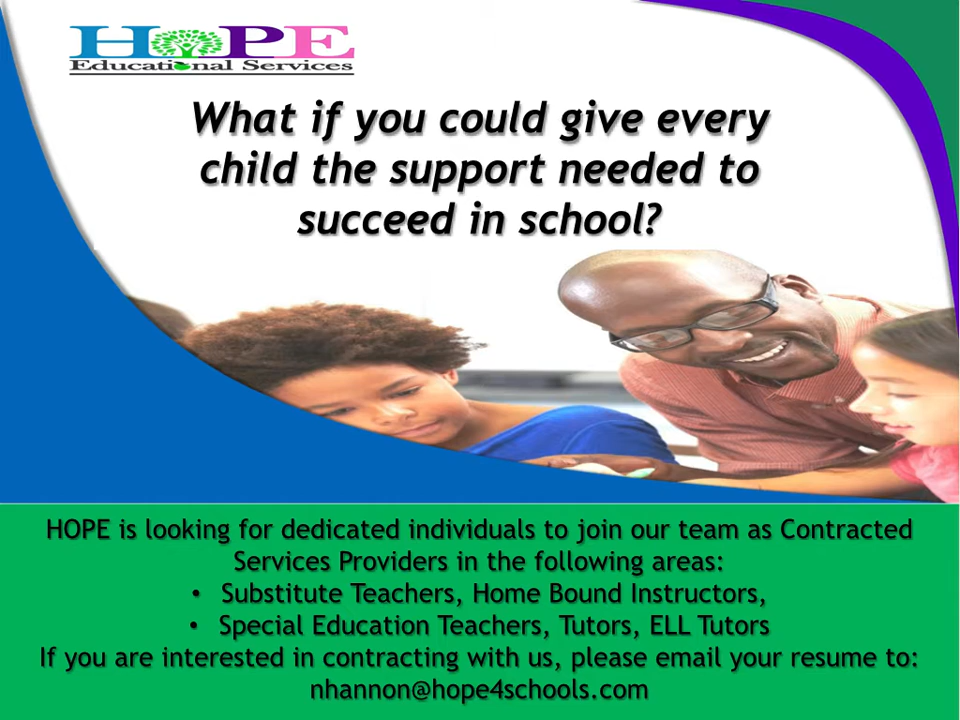 HOPE
Educational Services
What if you could give every
child the support needed to
succeed in school?
HOPE is looking for dedicated individuals to join our team as Contracted
Services Providers in the following areas:
• Substitute Teachers, Home Bound Instructors,
• Special Education Teachers, Tutors, ELL Tutors
If you are interested in contracting with us, please email your resume to:
nhannon@hope4schools.com